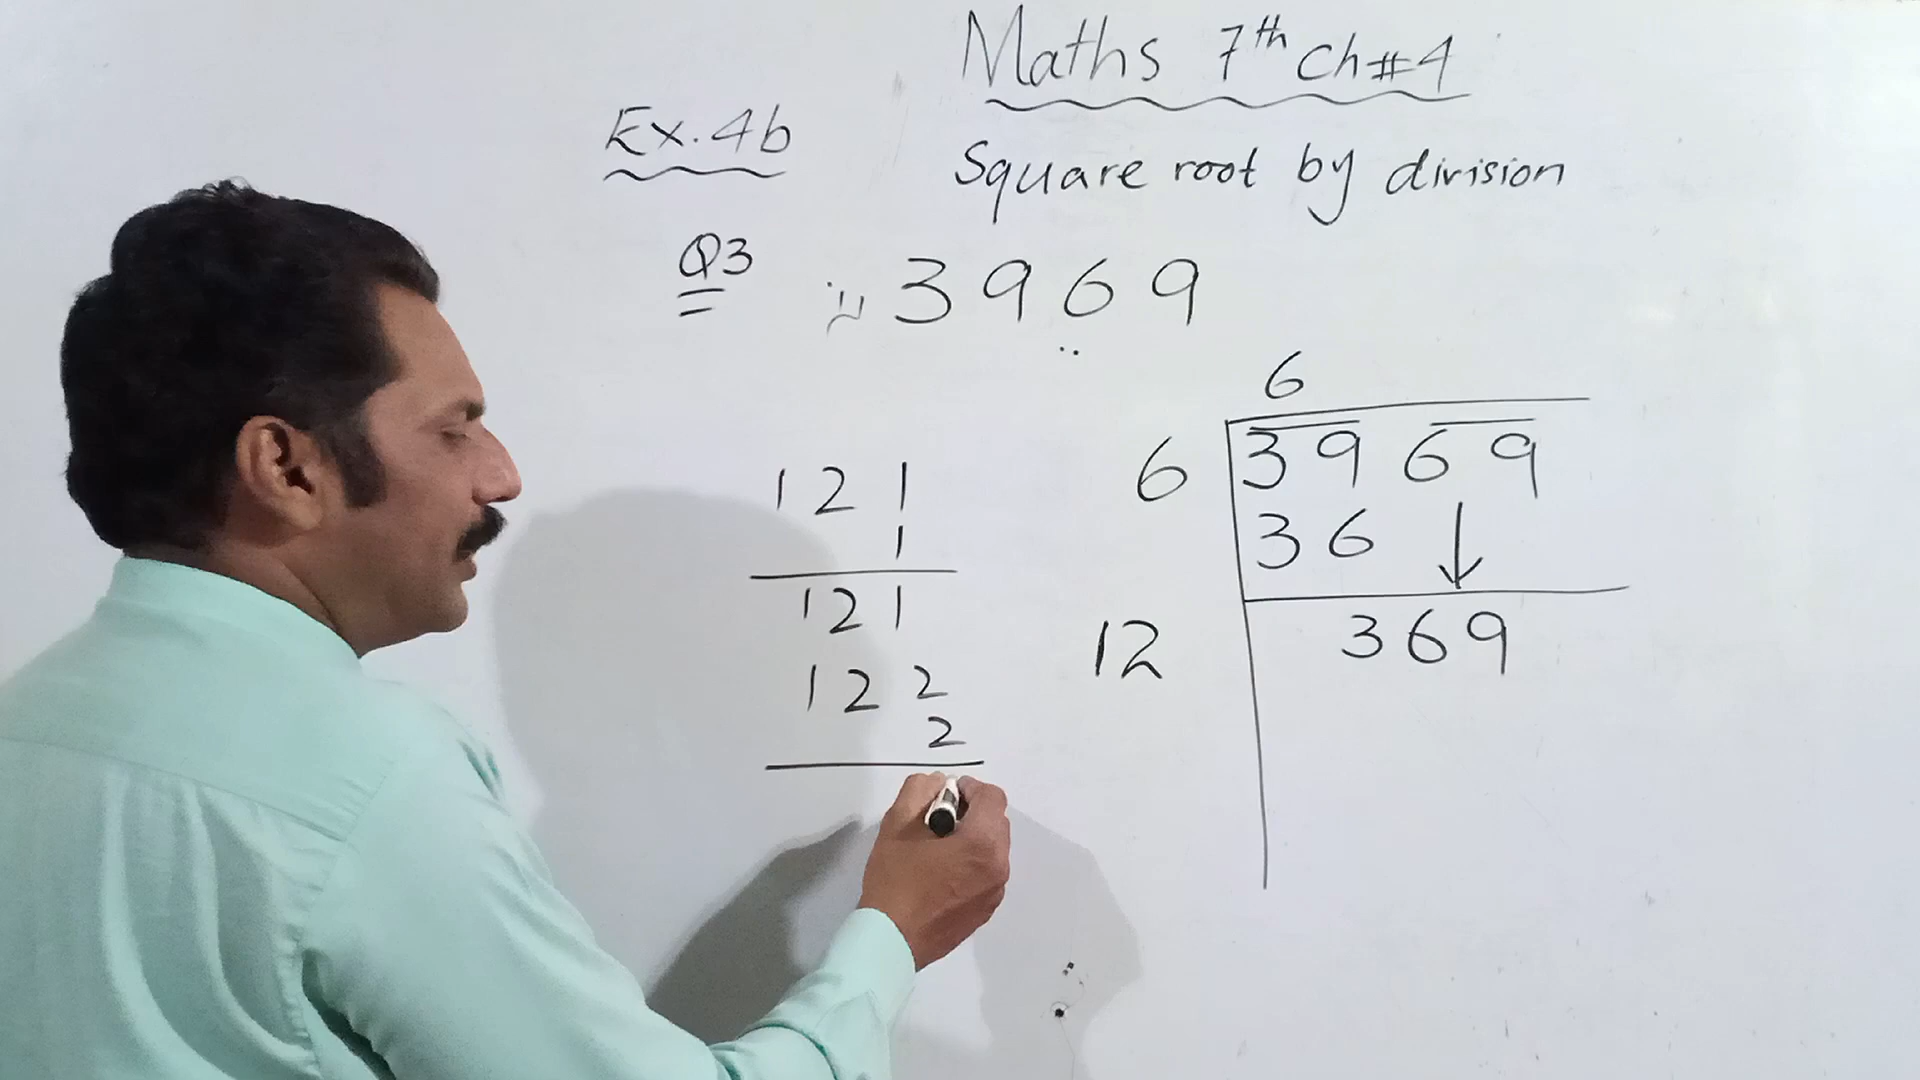 Maths 7th Ch#4
Ex.4b
Square root by division
Q3
3969
121
1
121
122
2
6
6 3969
36
12 369